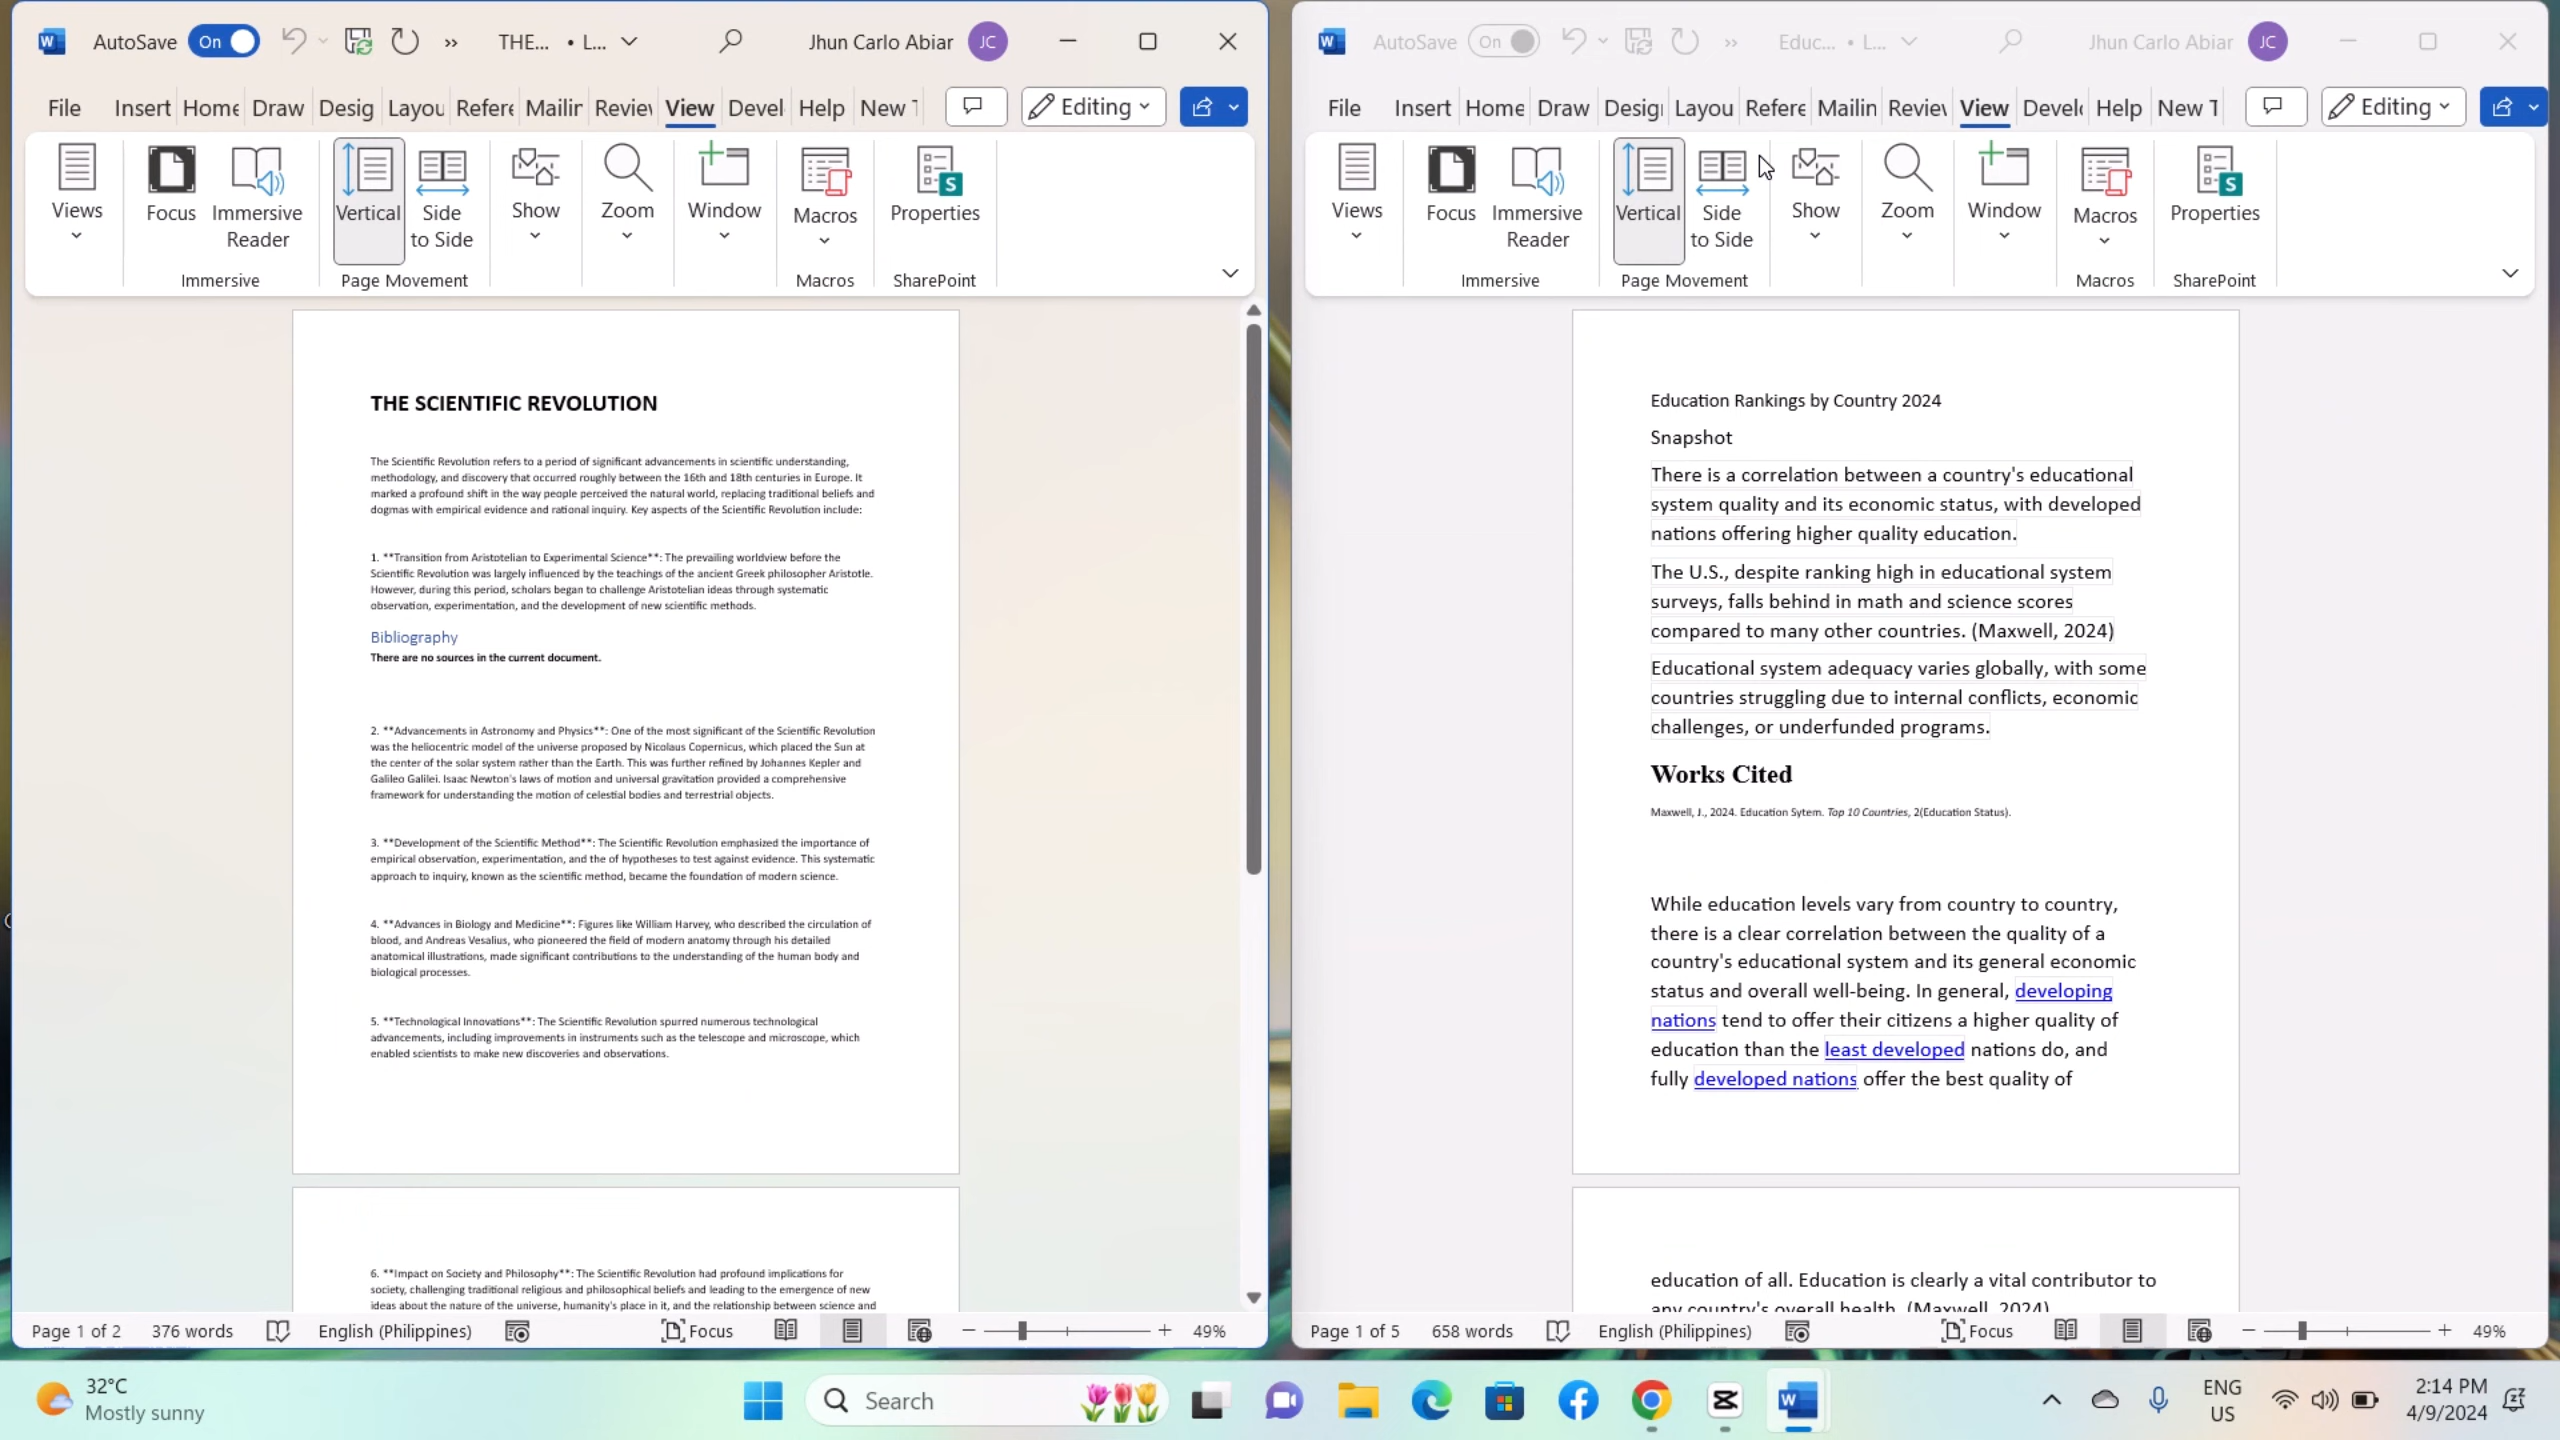 AutoSave On THE... • L... Jhun Carlo Abiar JC
File Insert Home Draw Desig Layou Refere Mailin Review View Devel Help New T Editing
Views Focus Immersive Reader Vertical Side to Side Show Zoom Window Macros Properties
Immersive Page Movement Macros SharePoint
THE SCIENTIFIC REVOLUTION
The Scientific Revolution refers to a period of significant advancements in scientific understanding,
methodology, and discovery that occurred roughly between the 16th and 18th centuries in Europe. It
marked a profound shift in the way people perceived the natural world, replacing traditional beliefs and
dogmas with empirical evidence and rational inquiry. Key aspects of the Scientific Revolution include:
1. **Transition from Aristotelian to Experimental Science**: The prevailing worldview before the
Scientific Revolution was largely influenced by the teachings of the ancient Greek philosopher Aristotle.
However, during this period, scholars began to challenge Aristotelian ideas through systematic
observation, experimentation, and the development of new scientific methods.
Bibliography
There are no sources in the current document.
2. **Advancements in Astronomy and Physics**: One of the most significant of the Scientific Revolution
was the heliocentric model of the universe proposed by Nicolaus Copernicus, which placed the Sun at
the center of the solar system rather than the Earth. This was further refined by Johannes Kepler and
Galileo Galilei. Isaac Newton's laws of motion and universal gravitation provided a comprehensive
framework for understanding the motion of celestial bodies and terrestrial objects.
3. **Development of the Scientific Method**: The Scientific Revolution emphasized the importance of
empirical observation, experimentation, and the of hypotheses to test against evidence. This systematic
approach to inquiry, known as the scientific method, became the foundation of modern science.
4. **Advances in Biology and Medicine**: Figures like William Harvey, who described the circulation of
blood, and Andreas Vesalius, who pioneered the field of modern anatomy through his detailed
anatomical illustrations, made significant contributions to the understanding of the human body and
biological processes.
5. **Technological Innovations**: The Scientific Revolution spurred numerous technological
advancements, including improvements in instruments such as the telescope and microscope, which
enabled scientists to make new discoveries and observations.
6. **Impact on Society and Philosophy**: The Scientific Revolution had profound implications for
society, challenging traditional religious and philosophical beliefs and leading to the emergence of new
ideas about the nature of the universe, humanity's place in it, and the relationship between science and
Page 1 of 2 376 words English (Philippines) Focus 49%
AutoSave On Educ... • L... Jhun Carlo Abiar JC
File Insert Home Draw Desig Layou Refere Mailin Review View Develo Help New T Editing
Views Focus Immersive Reader Vertical Side to Side Show Zoom Window Macros Properties
Immersive Page Movement Macros SharePoint
Education Rankings by Country 2024
Snapshot
There is a correlation between a country's educational
system quality and its economic status, with developed
nations offering higher quality education.
The U.S., despite ranking high in educational system
surveys, falls behind in math and science scores
compared to many other countries. (Maxwell, 2024)
Educational system adequacy varies globally, with some
countries struggling due to internal conflicts, economic
challenges, or underfunded programs.
Works Cited
Maxwell, J., 2024. Education Sytem. Top 10 Countries, 2(Education Status).
While education levels vary from country to country,
there is a clear correlation between the quality of a
country's educational system and its general economic
status and overall well-being. In general, developing
nations tend to offer their citizens a higher quality of
education than the least developed nations do, and
fully developed nations offer the best quality of
education of all. Education is clearly a vital contributor to
any country's overall health. (Maxwell, 2024)
Page 1 of 5 658 words English (Philippines) Focus 49%
32°C
Mostly sunny
Search
ENG
US
2:14 PM
4/9/2024